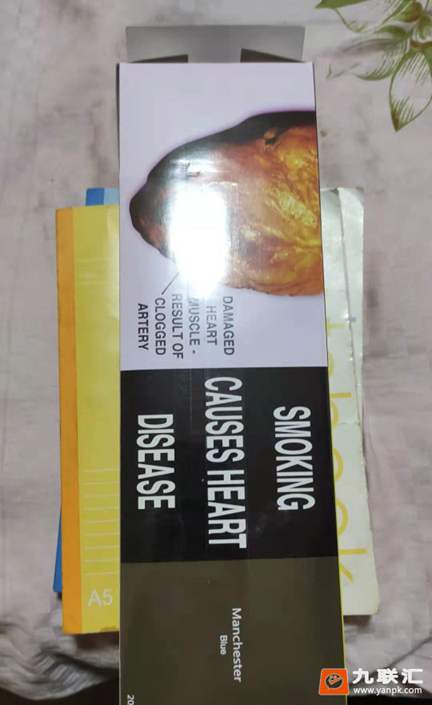 DAMAGED
HEART
MUSCLE -
RESULT OF
CLOGGED
ARTERY
SMOKING
CAUSES HEART
DISEASE
Manchester
Blue
20
A5
九联汇
www.yanpk.com